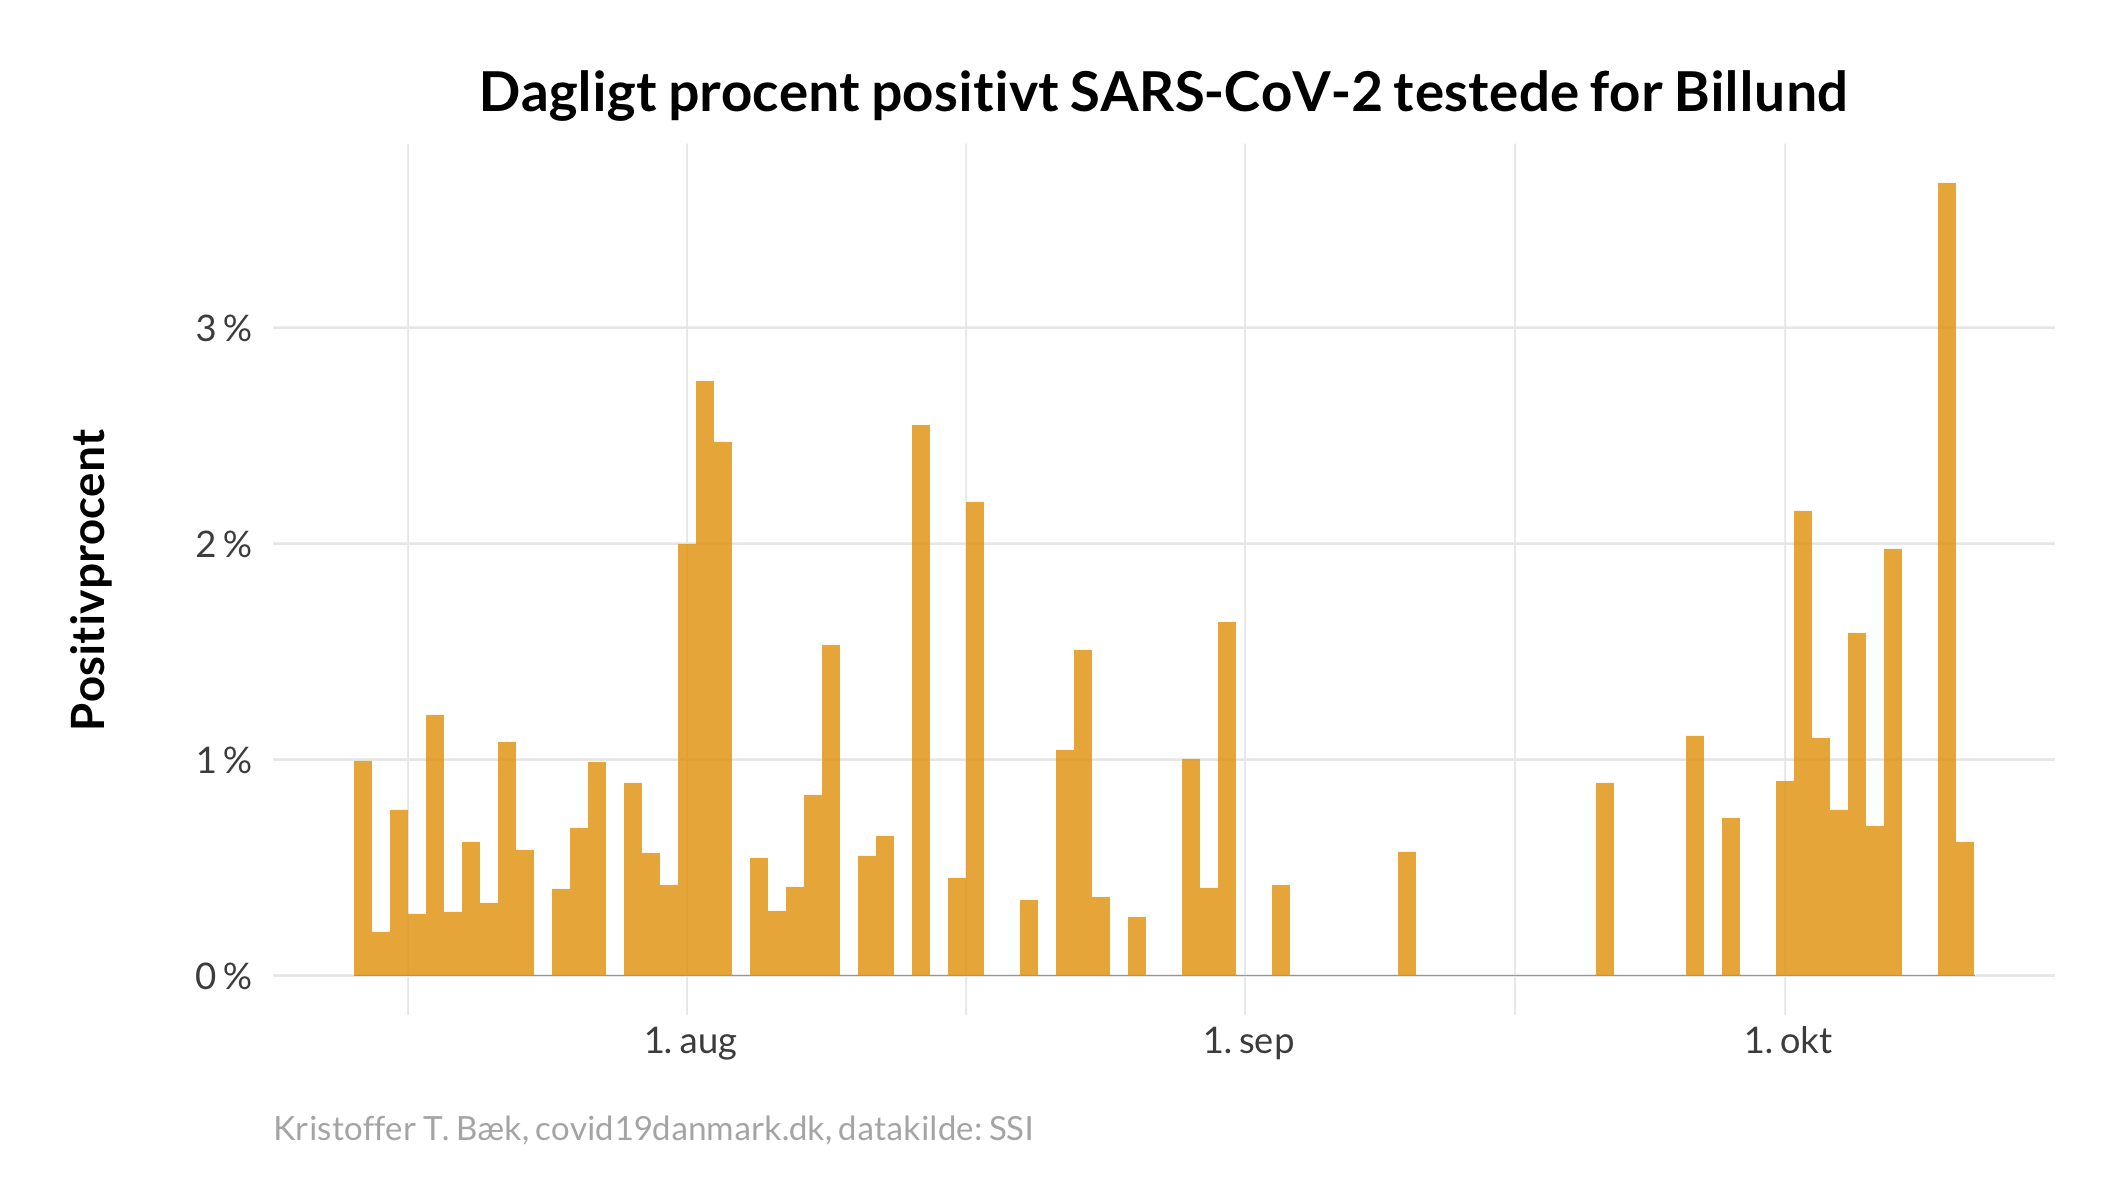 Dagligt procent positivt SARS-CoV-2 testede for Billund
Positivprocent
3 %
2 %
1 %
0 %
1. aug
1. sep
1. okt
Kristoffer T. Bæk, covid19danmark.dk, datakilde: SSI